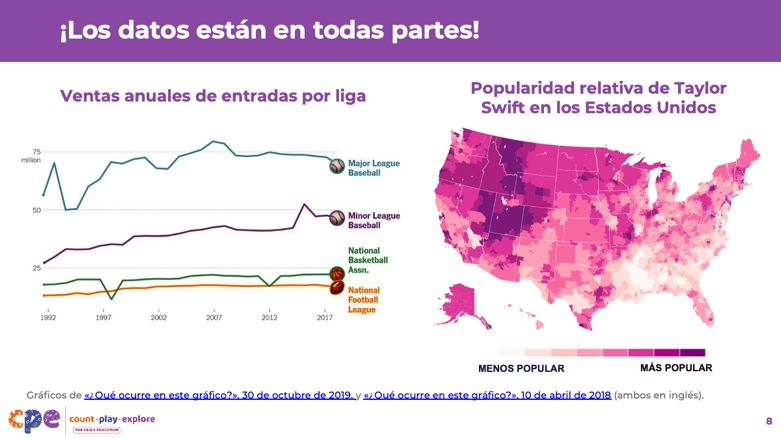 ¡Los datos están en todas partes!
Ventas anuales de entradas por liga
75
million
50
25
Major League
Baseball
Minor League
Baseball
National
Basketball
Assn.
National
Football
League
1992
1997
2002
2007
2012
2017
Popularidad relativa de Taylor
Swift en los Estados Unidos
MENOS POPULAR
MÁS POPULAR
Gráficos de «¿Qué ocurre en este gráfico?», 30 de octubre de 2019, y «¿Qué ocurre en este gráfico?», 10 de abril de 2018 (ambos en inglés).
cpe
count·play·explore
FOR EARLY EDUCATION
8